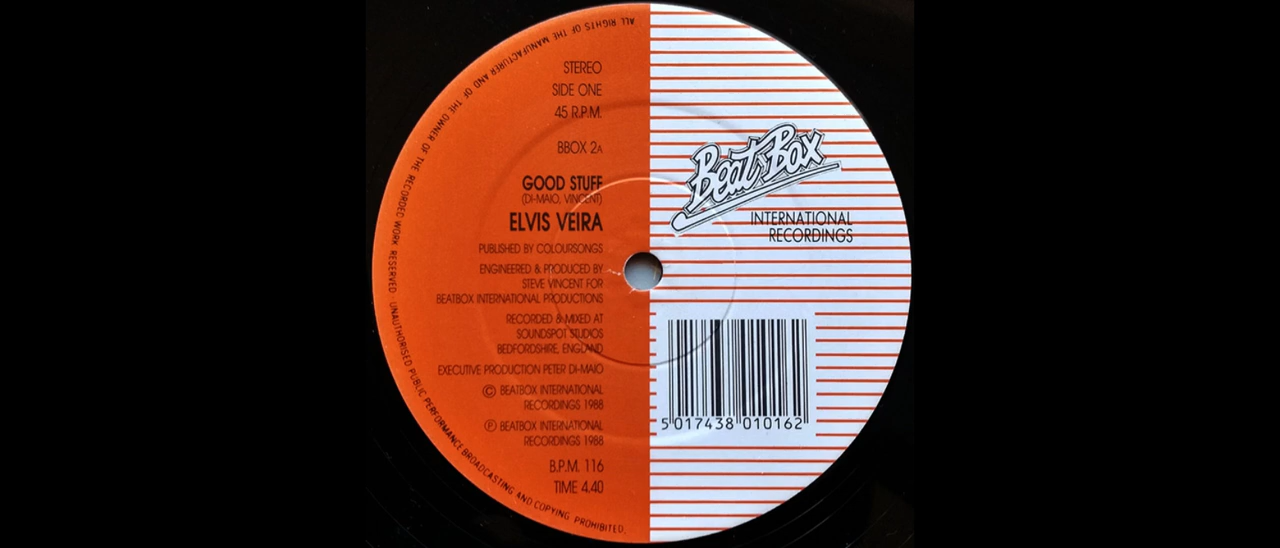 STEREO
SIDE ONE
45 R.P.M.
BBOX 2A
GOOD STUFF
(DI-MAIO, VINCENT)
ELVIS VEIRA
PUBLISHED BY COLOURSONGS
ENGINEERED & PRODUCED BY
STEVE VINCENT FOR
BEATBOX INTERNATIONAL PRODUCTIONS
RECORDED & MIXED AT
SOUNDSPOT STUDIOS
BEDFORDSHIRE, ENGLAND
EXECUTIVE PRODUCTION PETER DI-MAIO
© BEATBOX INTERNATIONAL
RECORDINGS 1988
℗ BEATBOX INTERNATIONAL
RECORDINGS 1988
B.P.M. 116
TIME 4.40
Beat Box
INTERNATIONAL
RECORDINGS
5 017438 010162
ALL RIGHTS OF THE MANUFACTURER AND OF THE OWNER OF THE RECORDED WORK RESERVED UNAUTHORISED PUBLIC PERFORMANCE BROADCASTING AND COPYING PROHIBITED.